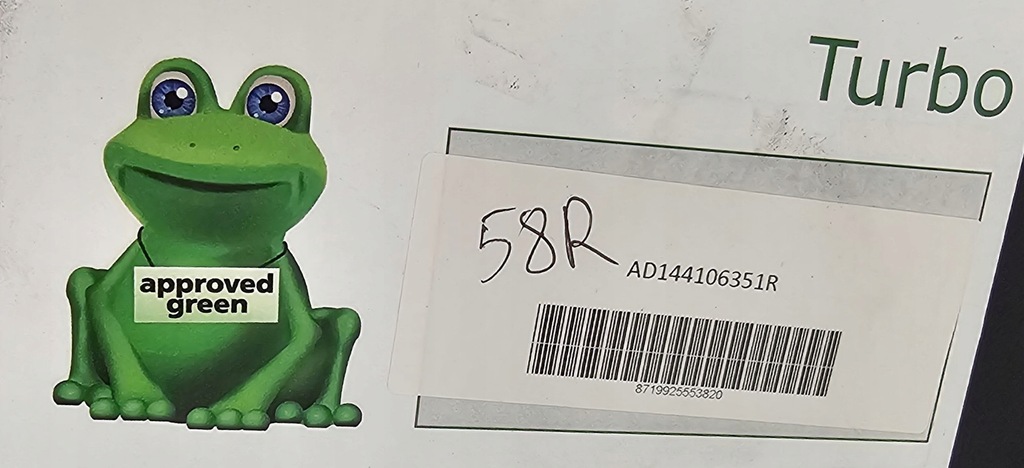 Turbo
approved
green
58R
AD144106351R
8719925553820